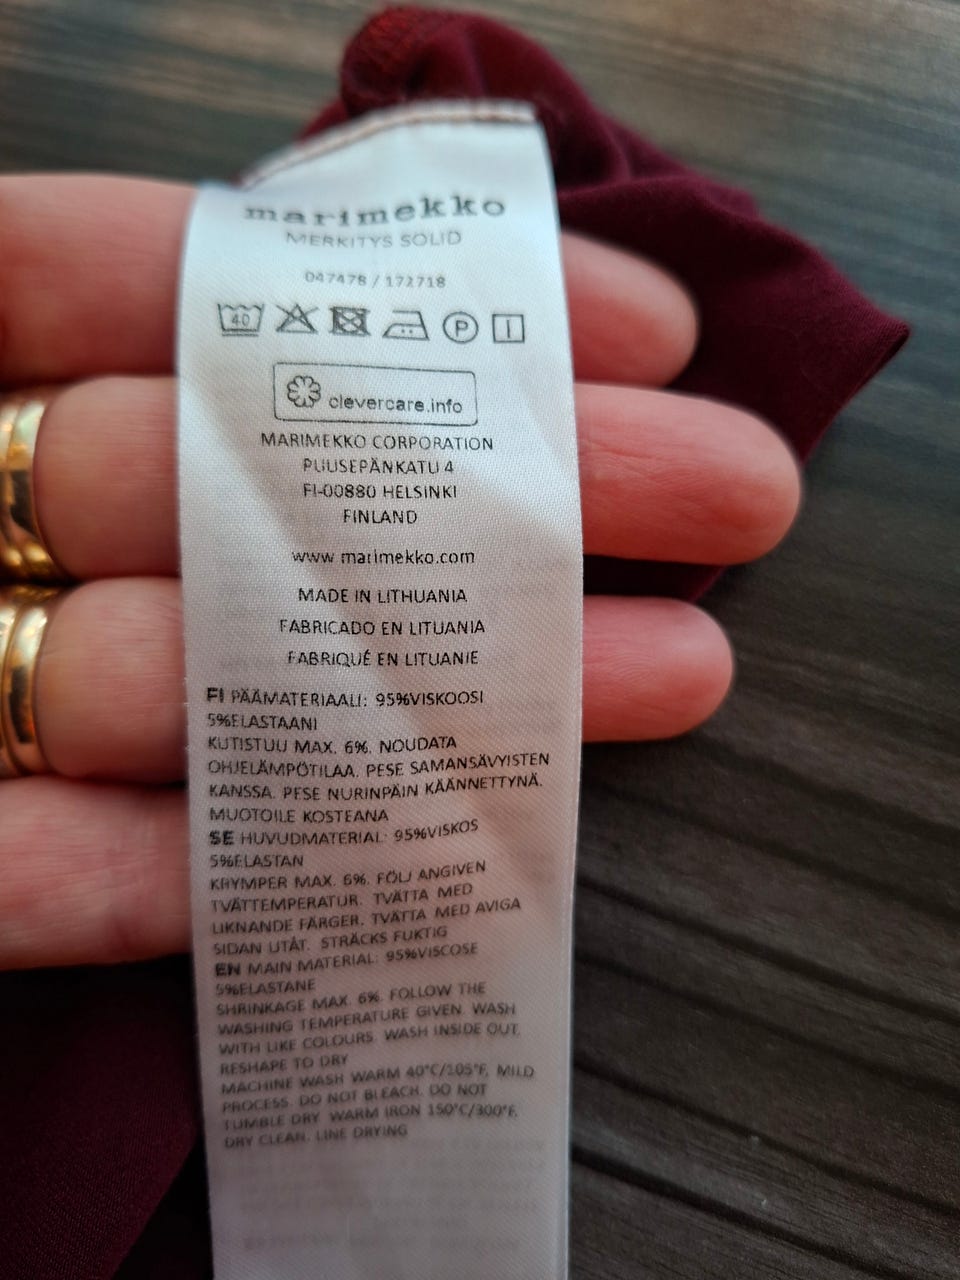 marimekko
MERKITYS SOLID
047478 / 172718
40 P
clevercare.info
MARIMEKKO CORPORATION
PUUSEPÄNKATU 4
FI-00880 HELSINKI
FINLAND
www marimekko.com
MADE IN LITHUANIA
FABRICADO EN LITUANIA
FABRIQUÉ EN LITUANIE
FI PÄÄMATERIAALI: 95%VISKOOSI
5%ELASTAANI
KUTISTUU MAX. 6%. NOUDATA
OHJELÄMPÖTILAA. PESE SAMANSÄVYISTEN
KANSSA. PESE NURINPÄIN KÄÄNNETTYNÄ.
MUOTOILE KOSTEANA
SE HUVUDMATERIAL: 95%VISKOS
5%ELASTAN
KRYMPER MAX. 6%. FÖLJ ANGIVEN
TVÄTTEMPERATUR. TVÄTTA MED
LIKNANDE FÄRGER. TVÄTTA MED AVIGA
SIDAN UTÅT. STRÄCKS FUKTIG
EN MAIN MATERIAL: 95%VISCOSE
5%ELASTANE
SHRINKAGE MAX. 6%. FOLLOW THE
WASHING TEMPERATURE GIVEN. WASH
WITH LIKE COLOURS. WASH INSIDE OUT.
RESHAPE TO DRY
MACHINE WASH WARM 40°C/105°F, MILD
PROCESS. DO NOT BLEACH. DO NOT
TUMBLE DRY. WARM IRON 150°C/300°F.
DRY CLEAN. LINE DRYING